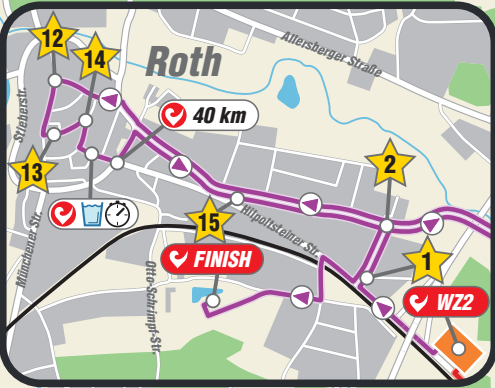 12
14
Roth
Allersberger Straße
Stieberstr.
40 km
2
13
15
Hilpoltsteiner Str.
Münchener Str.
FINISH
1
Otto-Schrimpf-Str.
WZ2